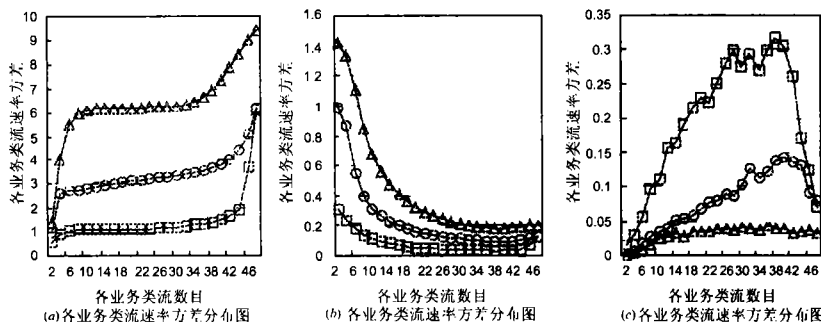 各业务类流速率方差
10
9
8
7
6
5
4
3
2
1
0
2 6 10 14 18 22 26 30 34 38 42 46
各业务类流数目
(a)各业务类流速率方差分布图
各业务类流速率方差
1.6
1.4
1.2
1
0.8
0.6
0.4
0.2
0
2 6 10 14 18 22 26 30 34 38 42 46
各业务类流数目
(b) 各业务类流速率方差分布图
各业务类流速率方差
0.35
0.3
0.25
0.2
0.15
0.1
0.05
0
2 6 10 14 18 22 26 30 34 38 42 46
各业务类流数目
(c)各业务类流速率方差分布图